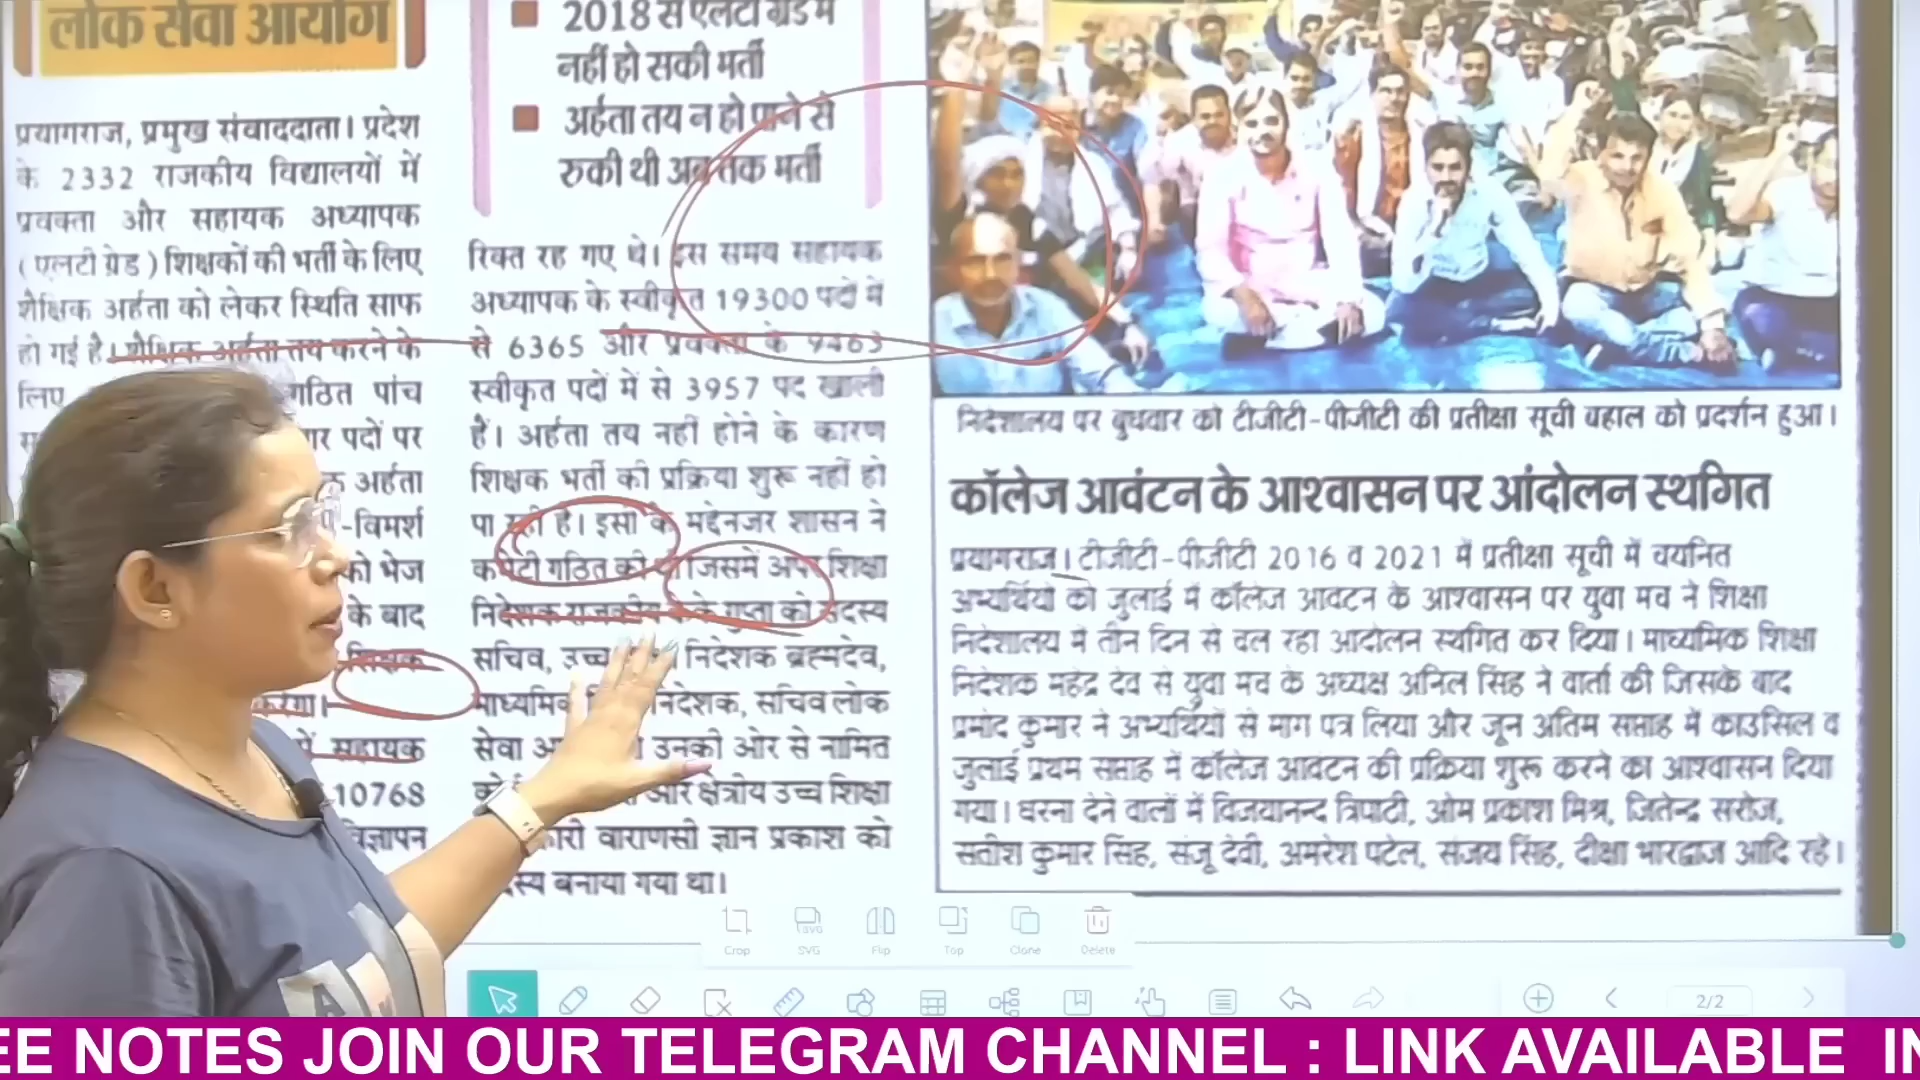 लोक सेवा आयोग
प्रयागराज, प्रमुख संवाददाता। प्रदेश
के 2332 राजकीय विद्यालयों में
प्रवक्ता और सहायक अध्यापक
( एलटी ग्रेड ) शिक्षकों की भर्ती के लिए
शैक्षिक अर्हता को लेकर स्थिति साफ
हो गई है। शैक्षिक अर्हता तय करने के
लिए गठित पांच
पदों पर
अर्हता
-विमर्श
को भेज
के बाद
शिक्षक
करेगा।
में सहायक
10768
विज्ञापन
2018 से एलटी ग्रेड में
नहीं हो सकी भर्ती
अर्हता तय न हो पाने से
रुकी थी अब तक भर्ती
रिक्त रह गए थे। इस समय सहायक
अध्यापक के स्वीकृत 19300 पदों में
से 6365 और प्रवक्ता के 9463
स्वीकृत पदों में से 3957 पद खाली
हैं। अर्हता तय नहीं होने के कारण
शिक्षक भर्ती की प्रक्रिया शुरू नहीं हो
पा रही है। इसी के मद्देनजर शासन ने
कमेटी गठित की थी जिसमें अपर शिक्षा
निदेशक राजकीय के गुप्ता को सदस्य
सचिव, उच्च निदेशक ब्रह्मदेव,
माध्यमिक निदेशक, सचिव लोक
सेवा उनकी ओर से नामित
और क्षेत्रीय उच्च शिक्षा
वाराणसी ज्ञान प्रकाश को
बनाया गया था।
निदेशालय पर बुधवार को टीजीटी-पीजीटी की प्रतीक्षा सूची बहाल को प्रदर्शन हुआ।
कॉलेज आवंटन के आश्वासन पर आंदोलन स्थगित
प्रयागराज। टीजीटी-पीजीटी 2016 व 2021 में प्रतीक्षा सूची में चयनित
अभ्यर्थियों को जुलाई में कॉलेज आवंटन के आश्वासन पर युवा मंच ने शिक्षा
निदेशालय में तीन दिन से चल रहा आंदोलन स्थगित कर दिया। माध्यमिक शिक्षा
निदेशक महेंद्र देव से युवा मंच के अध्यक्ष अनिल सिंह ने वार्ता की जिसके बाद
प्रमोद कुमार ने अभ्यर्थियों से मांग पत्र लिया और जून अंतिम सप्ताह में काउंसिल व
जुलाई प्रथम सप्ताह में कॉलेज आवंटन की प्रक्रिया शुरू करने का आश्वासन दिया
गया। धरना देने वालों में विजयानन्द त्रिपाठी, ओम प्रकाश मिश्र, जितेन्द्र सरोज,
सतीश कुमार सिंह, संजू देवी, अमरेश पटेल, संजय सिंह, दीक्षा भारद्वाज आदि रहे।
Crop SVG Flip Top Clone Delete
2/2
EE NOTES JOIN OUR TELEGRAM CHANNEL : LINK AVAILABLE IN